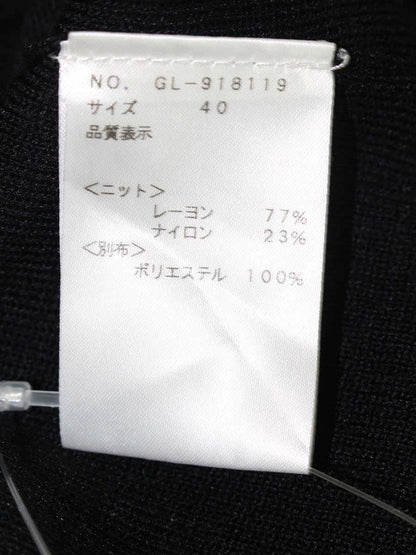 NO. GL-918119
サイズ 40
品質表示
<ニット>
レーヨン 77%
ナイロン 23%
<別布>
ポリエステル 100%